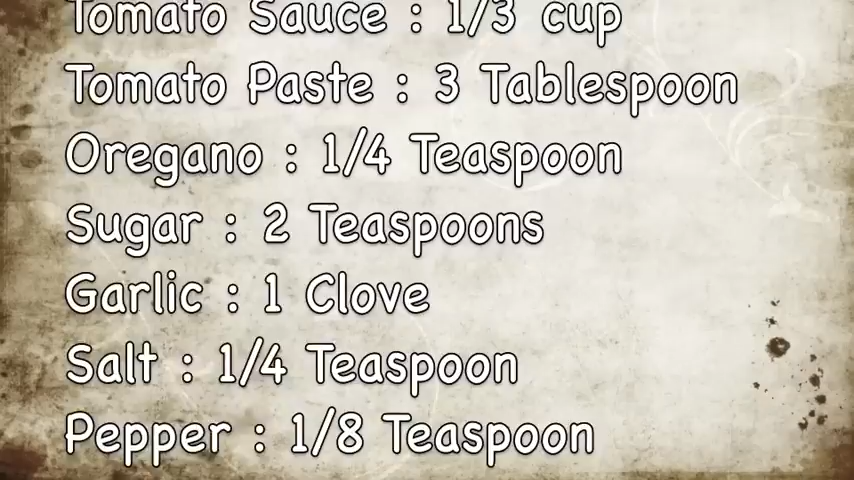 Tomato Sauce : 1/3 cup
Tomato Paste : 3 Tablespoon
Oregano : 1/4 Teaspoon
Sugar : 2 Teaspoons
Garlic : 1 Clove
Salt : 1/4 Teaspoon
Pepper : 1/8 Teaspoon